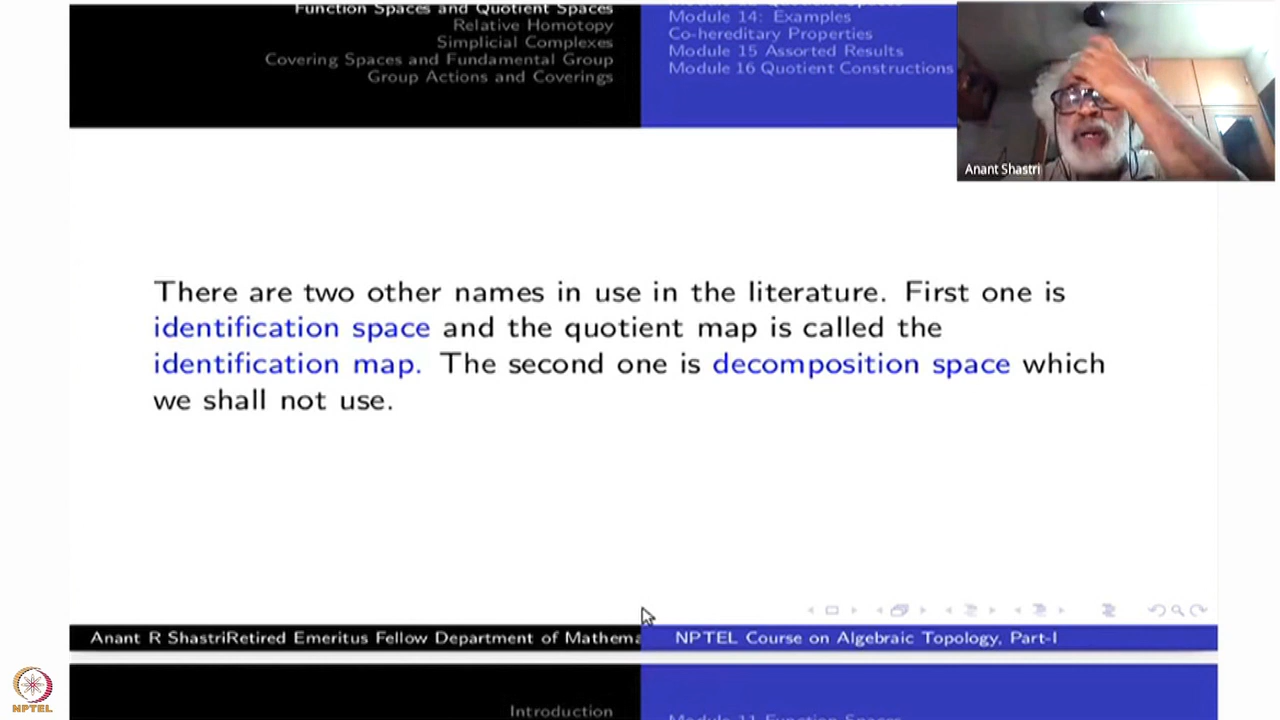 Function Spaces and Quotient Spaces
Relative Homotopy
Simplicial Complexes
Covering Spaces and Fundamental Group
Group Actions and Coverings
Module 14: Examples
Co-hereditary Properties
Module 15 Assorted Results
Module 16 Quotient Constructions
Anant Shastri
There are two other names in use in the literature. First one is
identification space and the quotient map is called the
identification map. The second one is decomposition space which
we shall not use.
Anant R ShastriRetired Emeritus Fellow Department of Mathema
NPTEL Course on Algebraic Topology, Part-I
NPTEL
Introduction
Module 11 Function Spaces